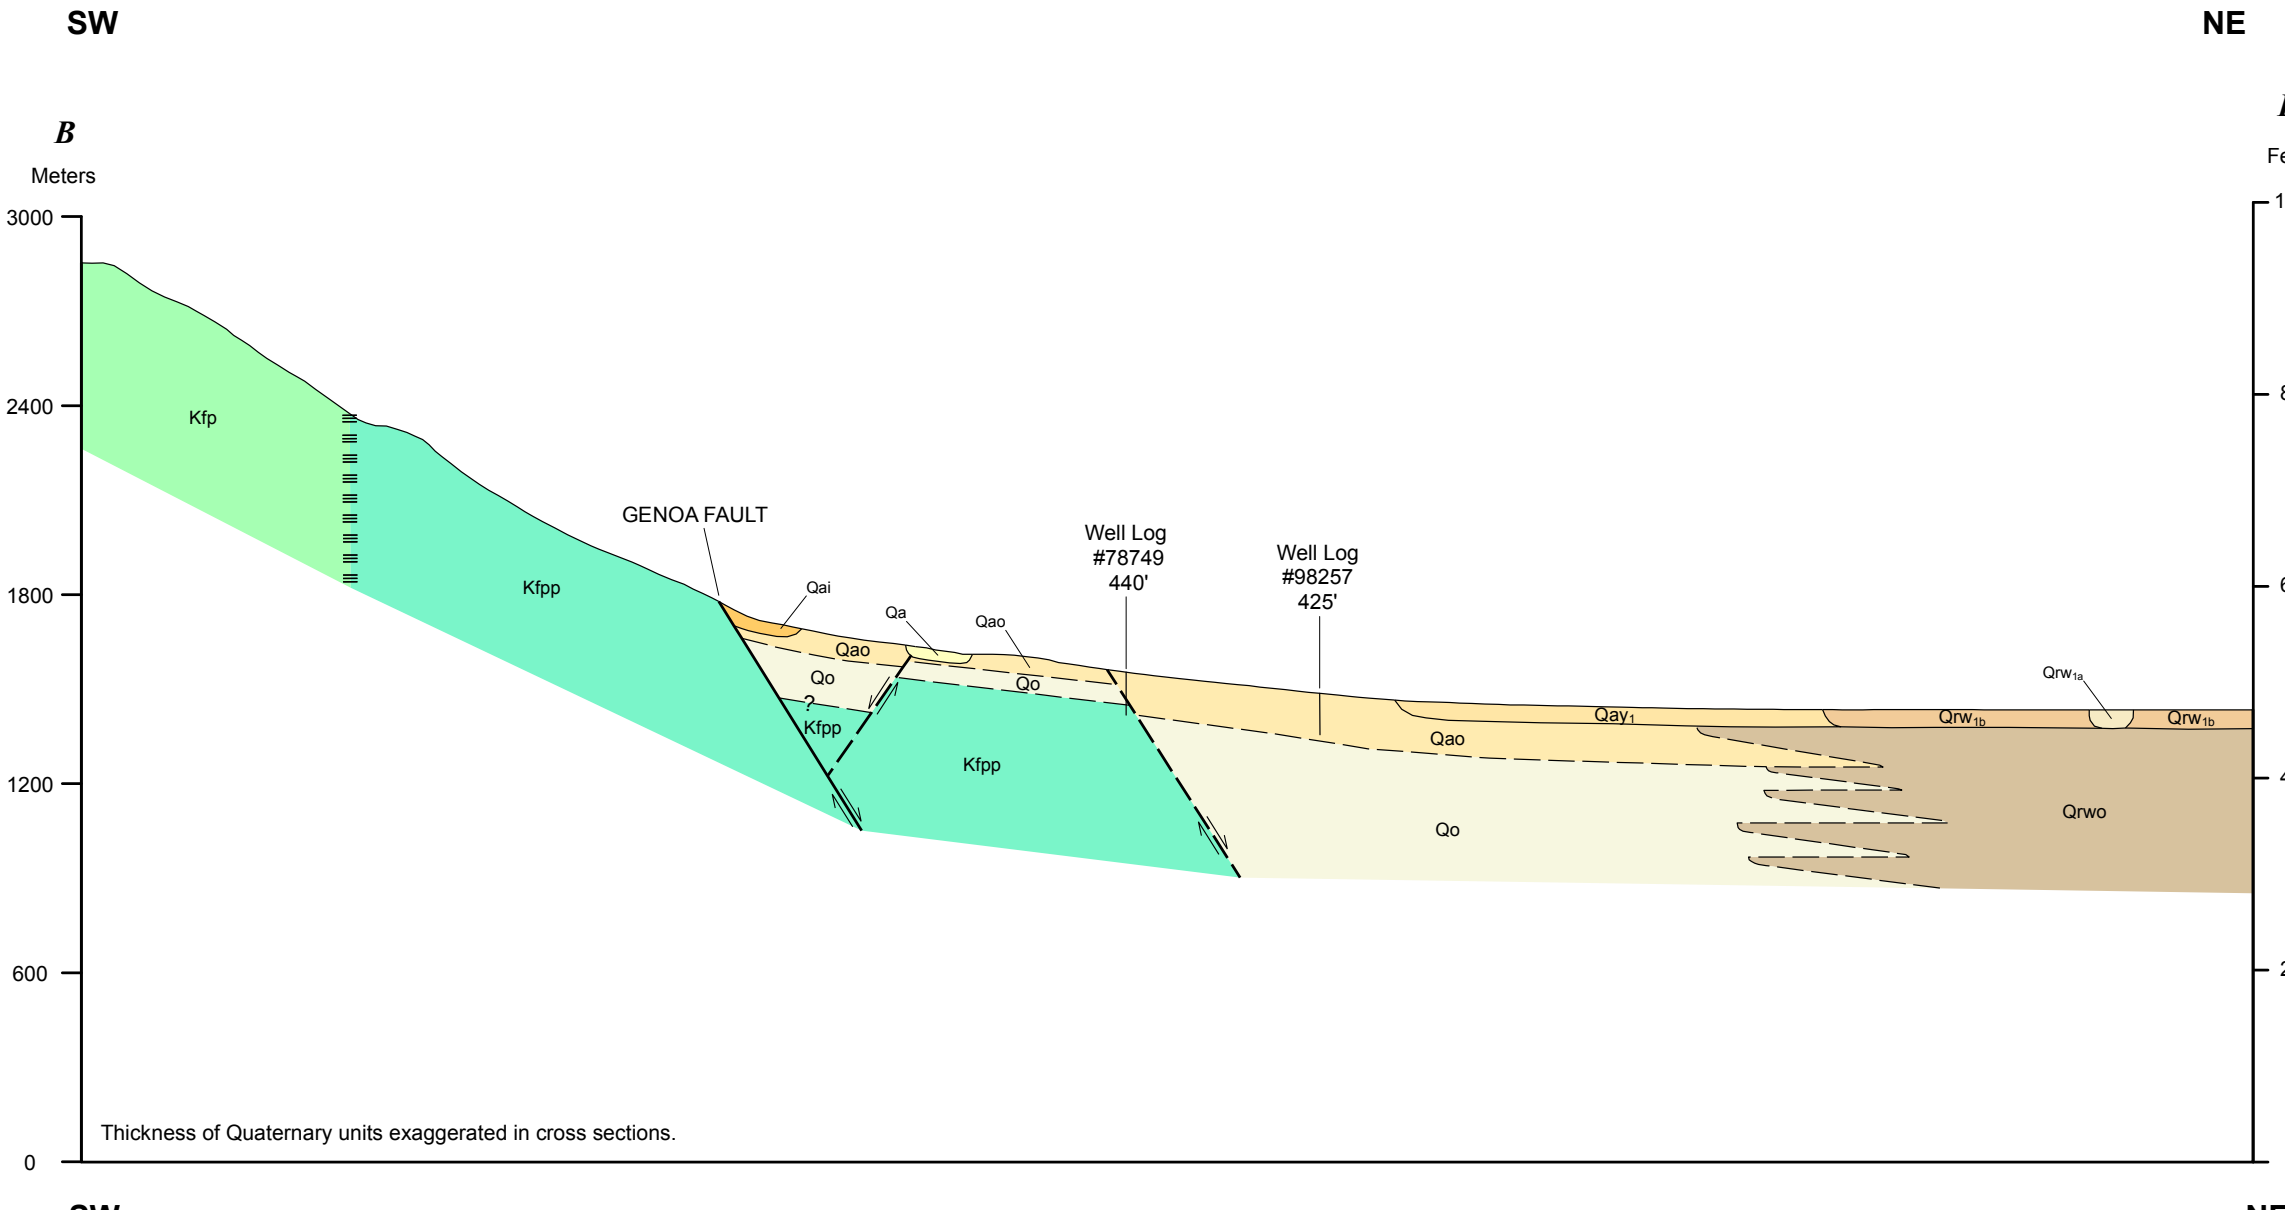 SW
NE
B
Meters
3000
2400
1800
1200
600
0
Kfp
Kfpp
GENOA FAULT
Qai
Qa
Qao
Well Log
#78749
440'
Well Log
#98257
425'
Qao
Qo
?
Kfpp
Qo
Kfpp
Qay₁
Qao
Qo
Qrw₁b
Qrw₁a
Qrw₁b
Qrwo
Thickness of Quaternary units exaggerated in cross sections.